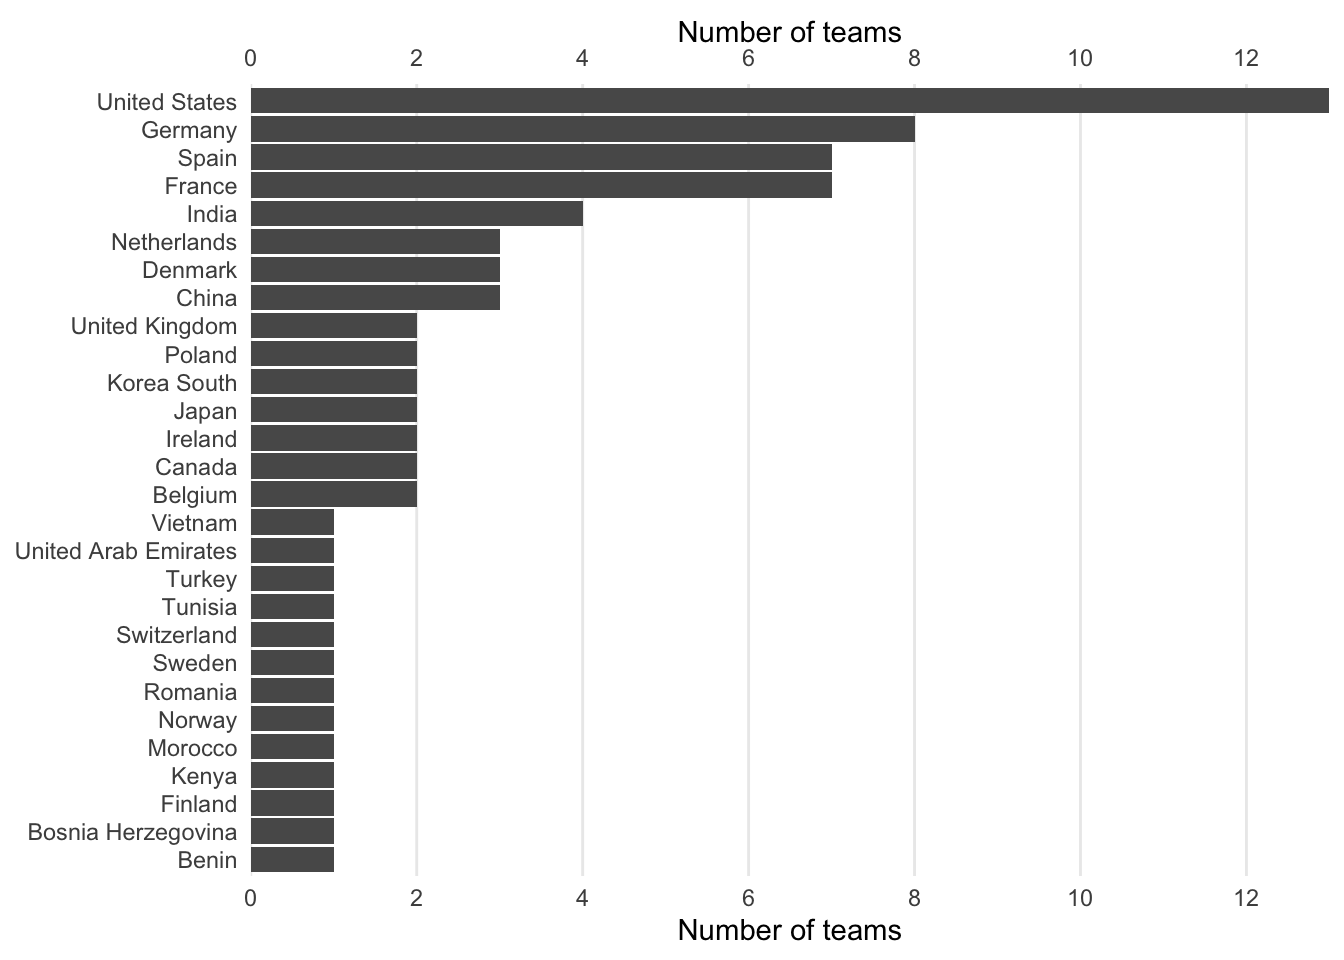 Number of teams
0 2 4 6 8 10 12
United States
Germany
Spain
France
India
Netherlands
Denmark
China
United Kingdom
Poland
Korea South
Japan
Ireland
Canada
Belgium
Vietnam
United Arab Emirates
Turkey
Tunisia
Switzerland
Sweden
Romania
Norway
Morocco
Kenya
Finland
Bosnia Herzegovina
Benin
0 2 4 6 8 10 12
Number of teams